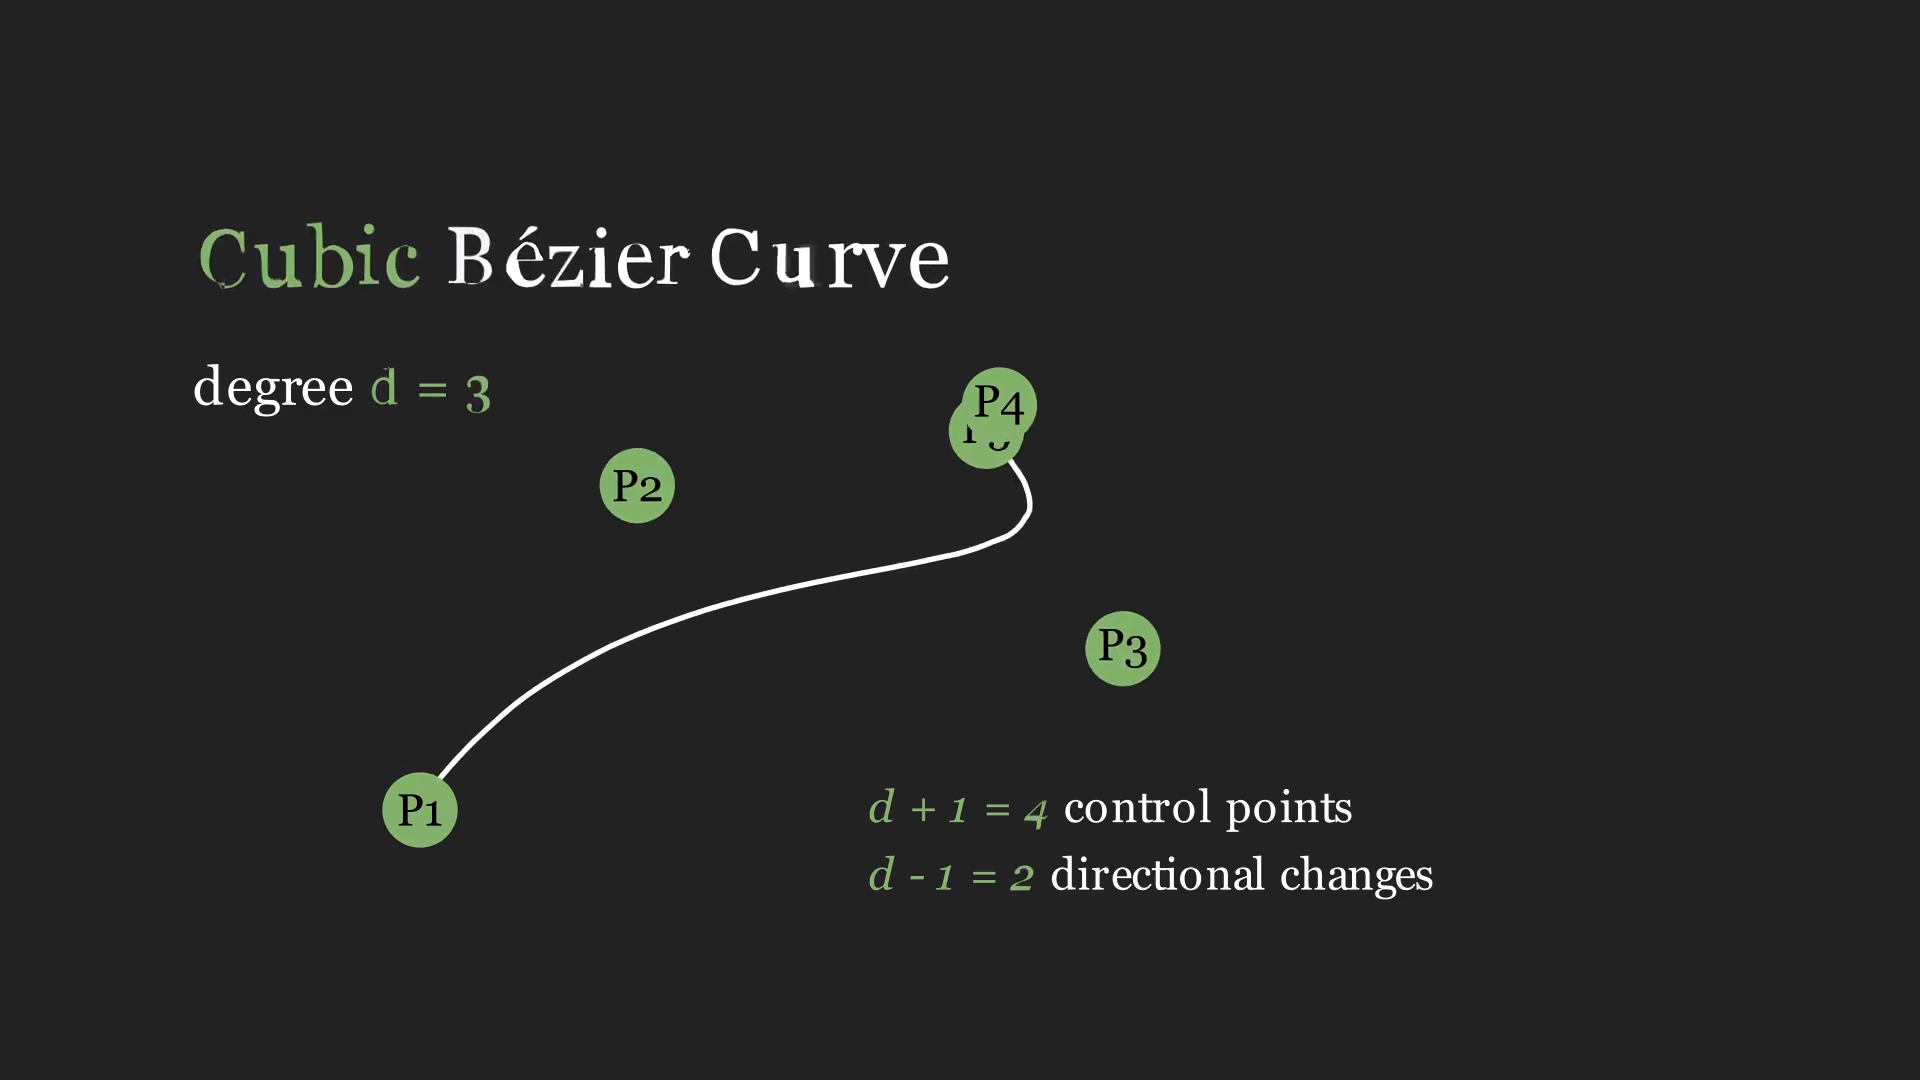 Cubic Bézier Curve
degree d = 3
P4
P2
P3
P1
d + 1 = 4 control points
d - 1 = 2 directional changes